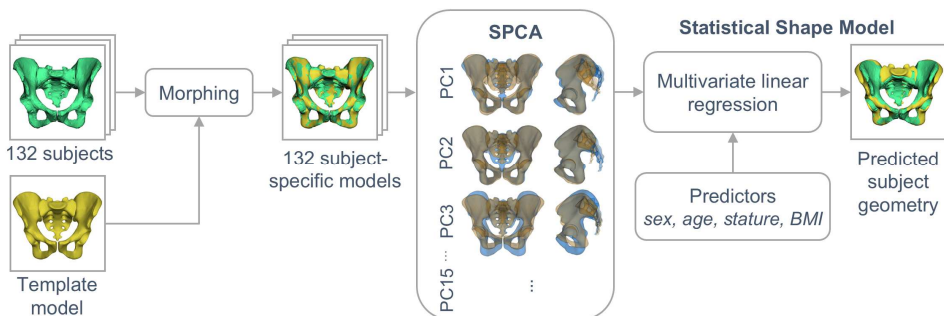 132 subjects
Template
model
Morphing
132 subject-
specific models
SPCA
PC1
PC2
PC3
...
PC15
...
Statistical Shape Model
Multivariate linear
regression
Predictors
sex, age, stature, BMI
Predicted
subject
geometry